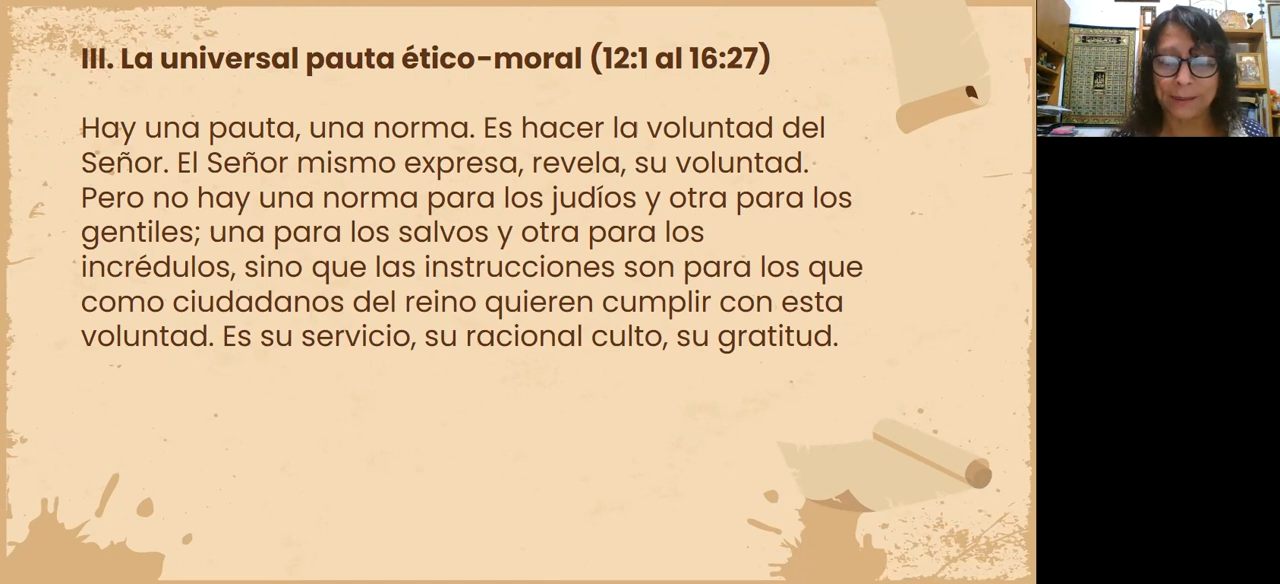 III. La universal pauta ético-moral (12:1 al 16:27)
Hay una pauta, una norma. Es hacer la voluntad del
Señor. El Señor mismo expresa, revela, su voluntad.
Pero no hay una norma para los judíos y otra para los
gentiles; una para los salvos y otra para los
incrédulos, sino que las instrucciones son para los que
como ciudadanos del reino quieren cumplir con esta
voluntad. Es su servicio, su racional culto, su gratitud.